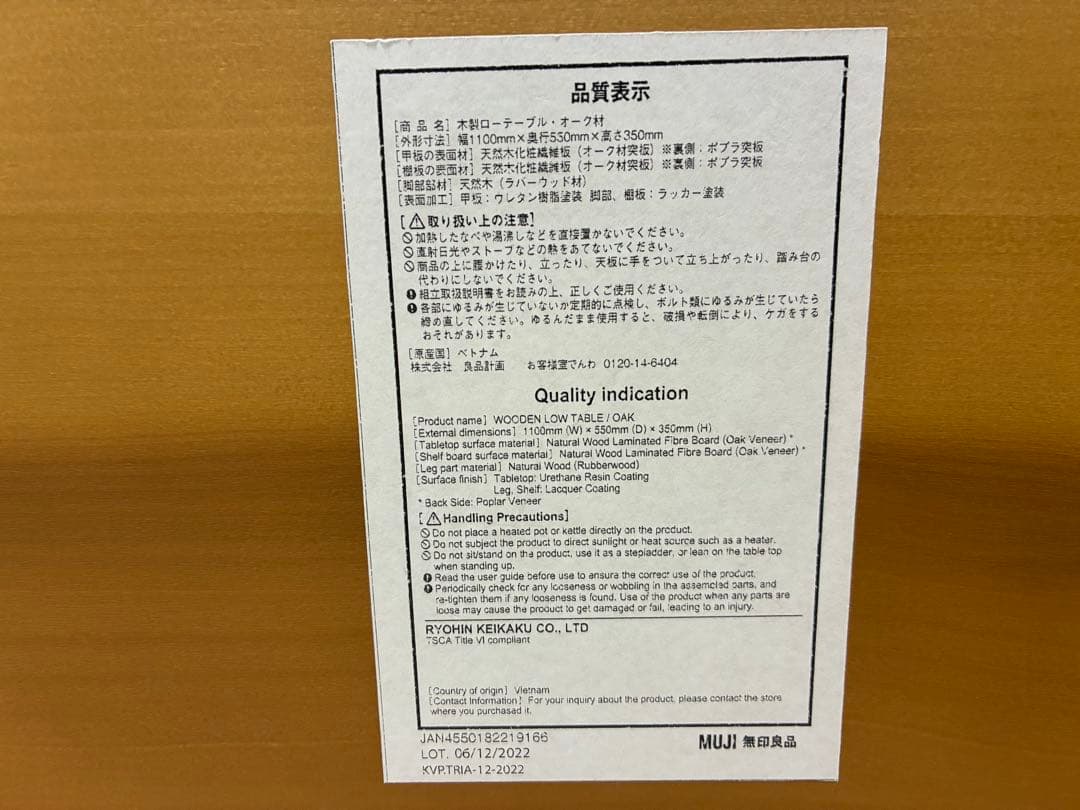 品質表示
[商 品 名] 木製ローテーブル・オーク材
[外形寸法] 幅1100mm×奥行550mm×高さ350mm
[甲板の表面材] 天然木化粧繊維板（オーク材突板）※裏側：ポプラ突板
[棚板の表面材] 天然木化粧繊維板（オーク材突板）※裏側：ポプラ突板
[脚部部材] 天然木（ラバーウッド材）
[表面加工] 甲板：ウレタン樹脂塗装 脚部、棚板：ラッカー塗装
[⚠取り扱い上の注意]
加熱したなべや湯沸しなどを直接置かないでください。
直射日光やストーブなどの熱をあてないでください。
商品の上に腰かけたり、立ったり、天板に手をついて立ち上がったり、踏み台の
代わりにしないでください。
組立取扱説明書をお読みの上、正しくご使用ください。
各部にゆるみが生じていないか定期的に点検し、ボルト類にゆるみが生じていたら
締め直してください。ゆるんだまま使用すると、破損や転倒により、ケガをする
おそれがあります。
[原産国] ベトナム
株式会社 良品計画 お客様室でんわ 0120-14-6404
Quality indication
[Product name] WOODEN LOW TABLE / OAK
[External dimensions] 1100mm (W) × 550mm (D) × 350mm (H)
[Tabletop surface material] Natural Wood Laminated Fibre Board (Oak Veneer) *
[Shelf board surface material] Natural Wood Laminated Fibre Board (Oak Veneer) *
[Leg part material] Natural Wood (Rubberwood)
[Surface finish] Tabletop: Urethane Resin Coating
Leg, Shelf: Lacquer Coating
* Back Side: Poplar Veneer
[⚠Handling Precautions]
Do not place a heated pot or kettle directly on the product.
Do not subject the product to direct sunlight or heat source such as a heater.
Do not sit/stand on the product, use it as a stepladder, or lean on the table top
when standing up.
Read the user guide before use to ensure the correct use of the product.
Periodically check for any looseness or wobbling in the assembled parts, and
re-tighten them if any looseness is found. Use of the product when any parts are
loose may cause the product to get damaged or fall, leading to an injury.
RYOHIN KEIKAKU CO., LTD
TSCA Title VI compliant
[Country of origin] Vietnam
[Contact Information] For your inquiry about the product, please contact the store
where you purchased it.
JAN4550182219166
LOT. 06/12/2022
KVP.TRIA-12-2022
MUJI 無印良品